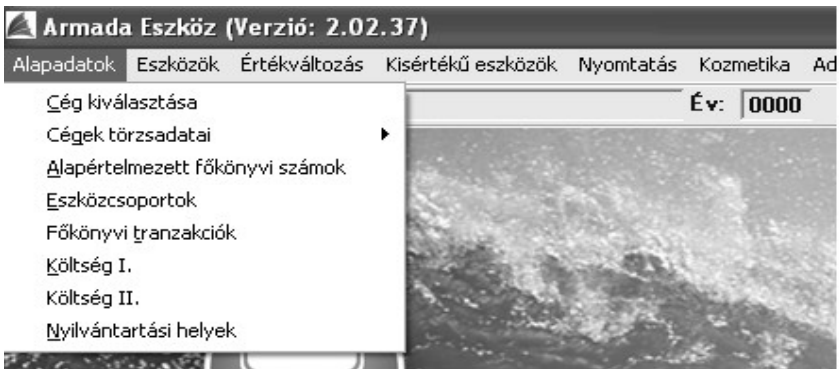 Armada Eszköz (Verzió: 2.02.37)
Alapadatok Eszközök Értékváltozás Kisértékű eszközök Nyomtatás Kozmetika Ad
Év: 0000
Cég kiválasztása
Cégek törzsadatai
Alapértelmezett főkönyvi számok
Eszközcsoportok
Főkönyvi tranzakciók
Költség I.
Költség II.
Nyilvántartási helyek